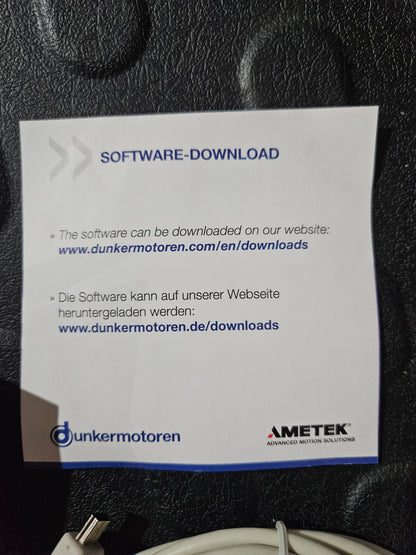 SOFTWARE-DOWNLOAD
» The software can be downloaded on our website:
www.dunkermotoren.com/en/downloads
» Die Software kann auf unserer Webseite
heruntergeladen werden:
www.dunkermotoren.de/downloads
dunkermotoren
AMETEK®
ADVANCED MOTION SOLUTIONS